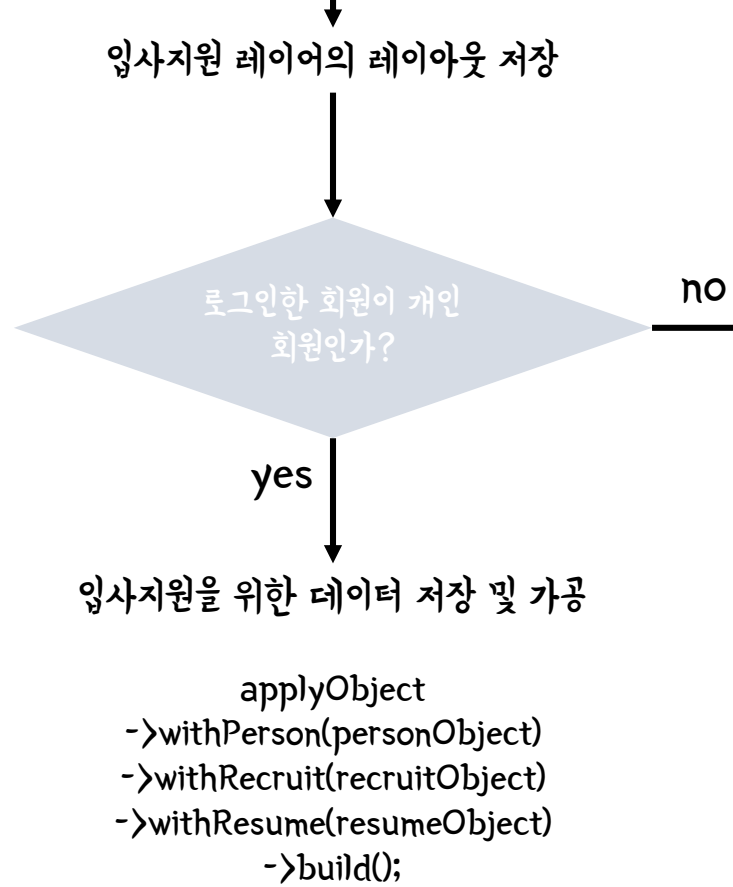 입사지원 레이어의 레이아웃 저장
로그인한 회원이 개인
회원인가?
no
yes
입사지원을 위한 데이터 저장 및 가공
applyObject
->withPerson(personObject)
->withRecruit(recruitObject)
->withResume(resumeObject)
->build();